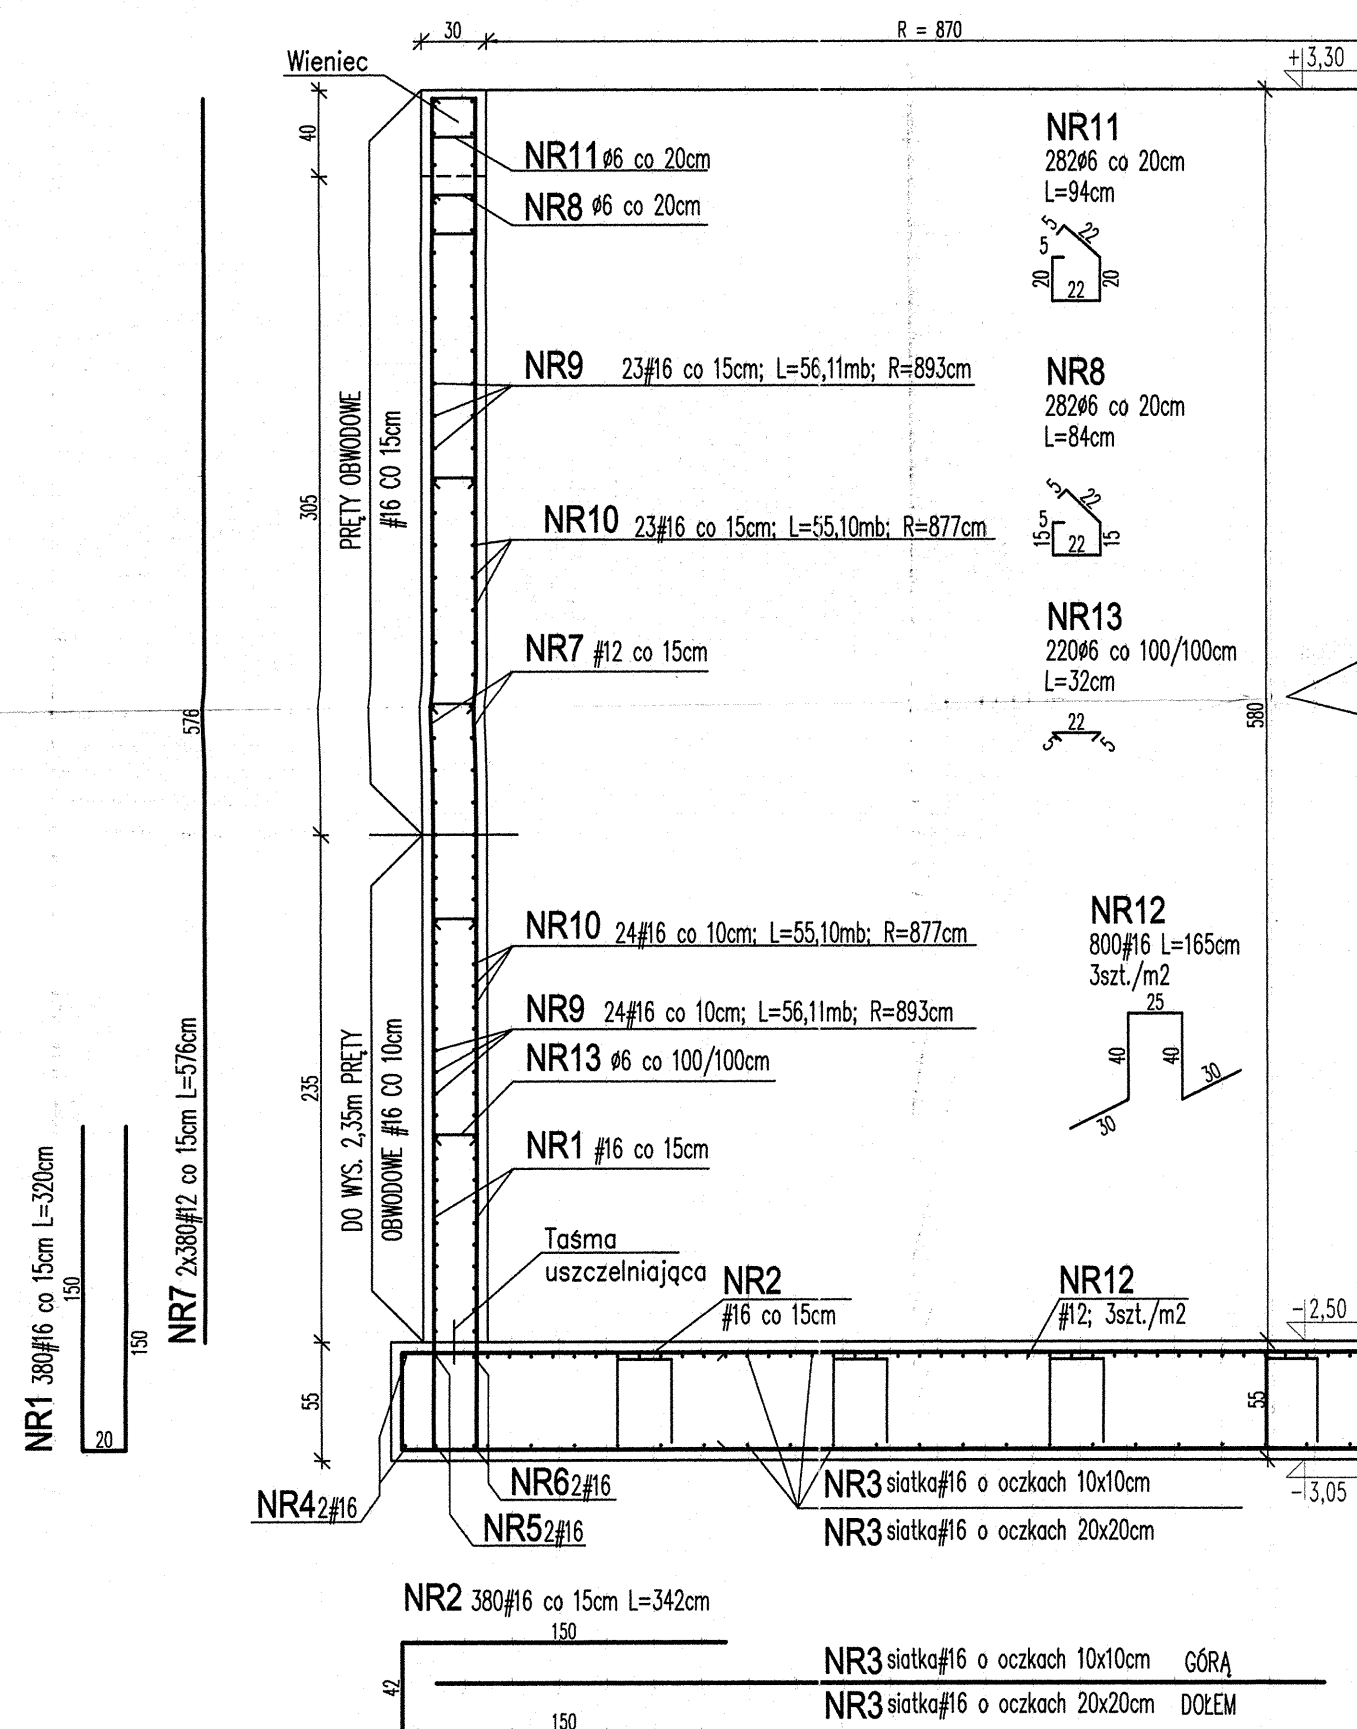 30
R = 870
+3,30
Wieniec
40
NR11 ø6 co 20cm
NR8 ø6 co 20cm
NR11
282ø6 co 20cm
L=94cm
5
22
5
20
22
20
NR9 23#16 co 15cm; L=56,11mb; R=893cm
NR8
282ø6 co 20cm
L=84cm
5
22
5
15
22
15
PRĘTY OBWODOWE
#16 CO 15cm
305
NR10 23#16 co 15cm; L=55,10mb; R=877cm
NR7 #12 co 15cm
NR13
220ø6 co 100/100cm
L=32cm
22
5
5
576
580
NR10 24#16 co 10cm; L=55,10mb; R=877cm
NR9 24#16 co 10cm; L=56,11mb; R=893cm
NR13 ø6 co 100/100cm
NR12
800#16 L=165cm
3szt./m2
25
40
40
30
30
DO WYS. 2,35m PRĘTY
OBWODOWE #16 CO 10cm
235
NR1 #16 co 15cm
NR7 2x380#12 co 15cm L=576cm
NR1 380#16 co 15cm L=320cm
150
150
20
Taśma
uszczelniająca
NR2
#16 co 15cm
NR12
#12; 3szt./m2
-2,50
55
55
-3,05
NR4 2#16
NR6 2#16
NR5 2#16
NR3 siatka#16 o oczkach 10x10cm
NR3 siatka#16 o oczkach 20x20cm
NR2 380#16 co 15cm L=342cm
150
42
150
NR3 siatka#16 o oczkach 10x10cm GÓRĄ
NR3 siatka#16 o oczkach 20x20cm DOŁEM